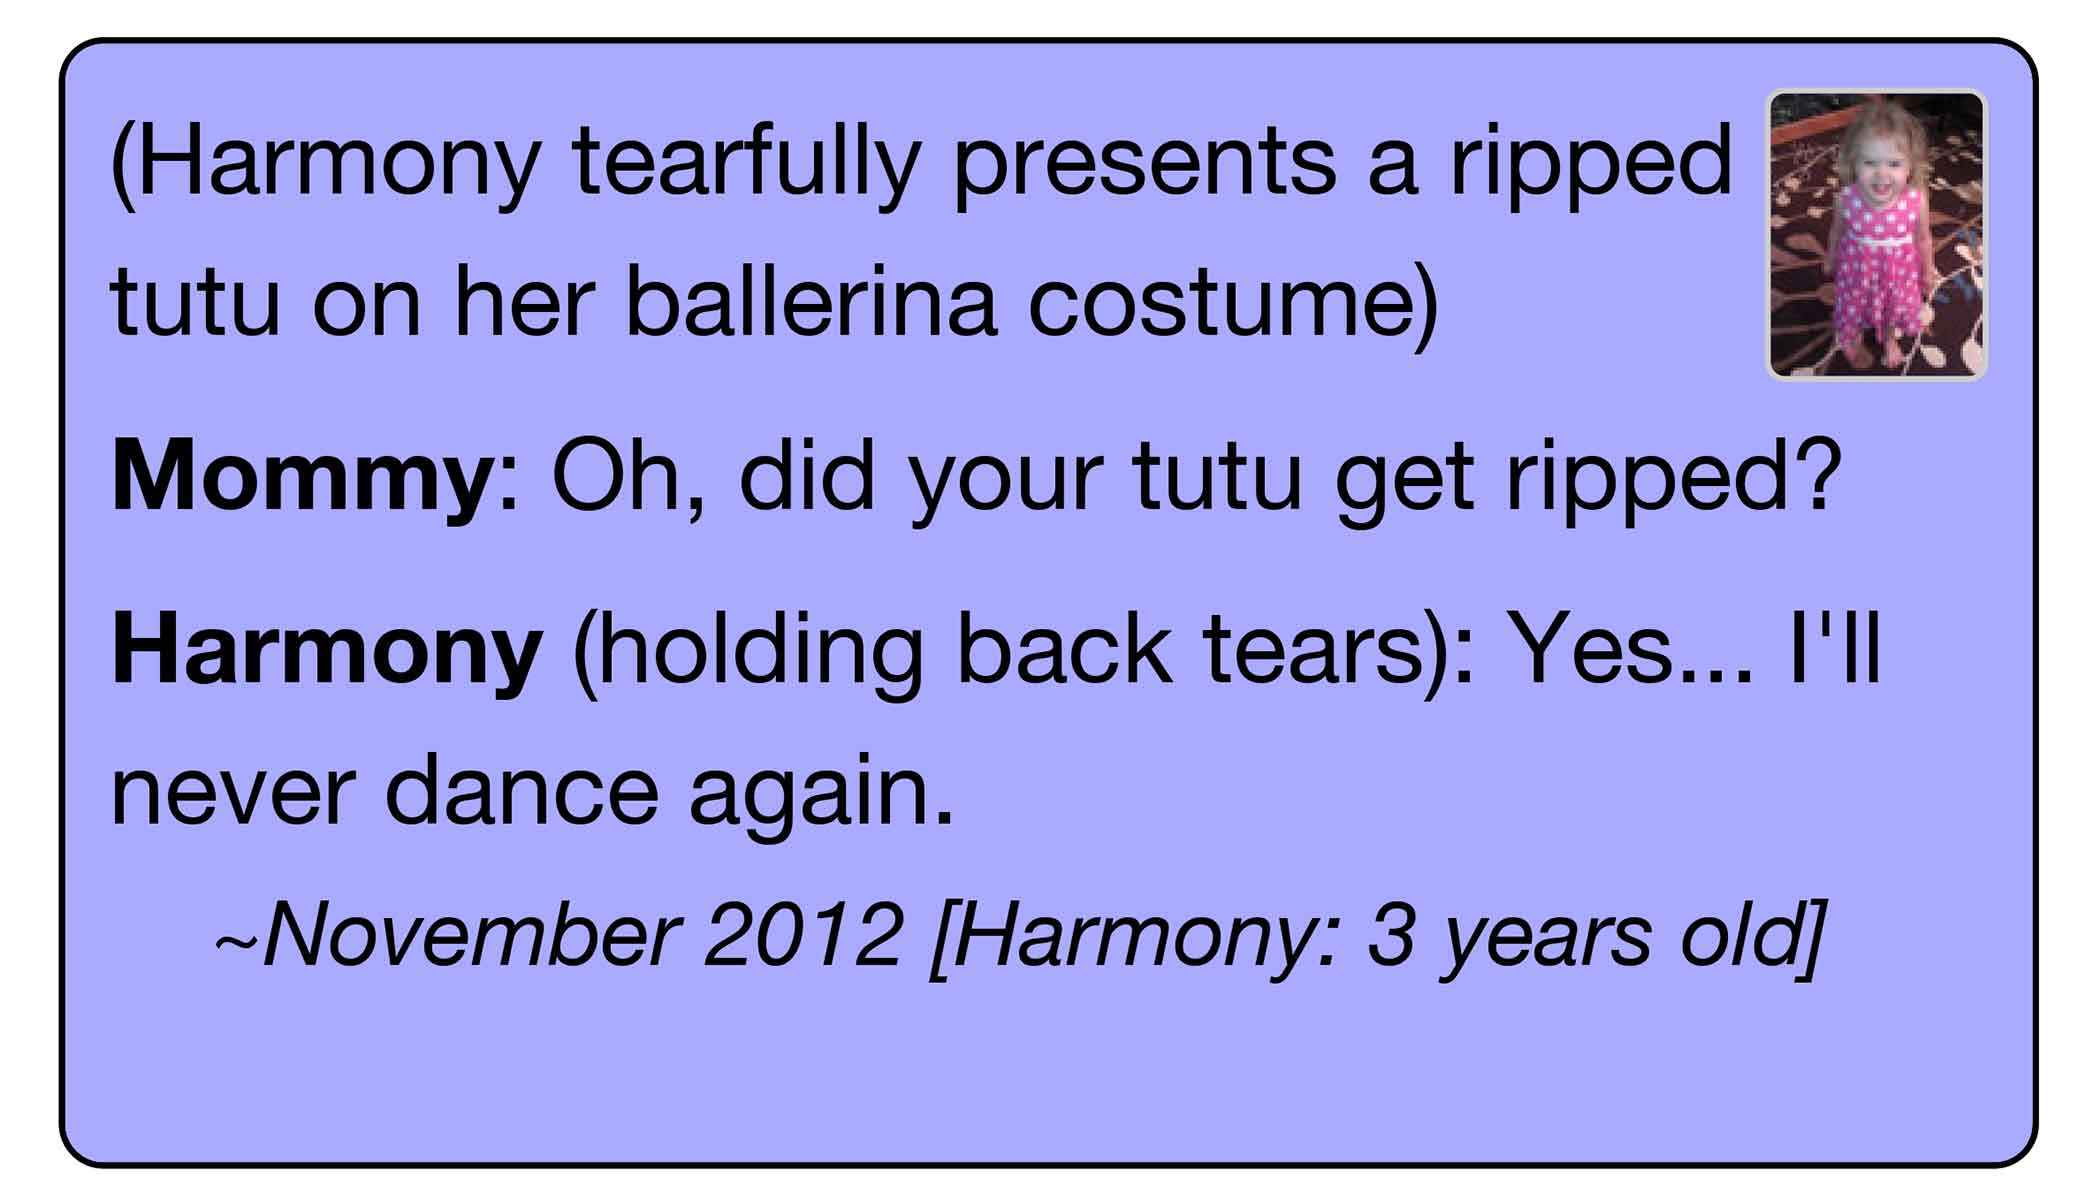 (Harmony tearfully presents a ripped
tutu on her ballerina costume)
Mommy: Oh, did your tutu get ripped?
Harmony (holding back tears): Yes... I'll
never dance again.
~November 2012 [Harmony: 3 years old]